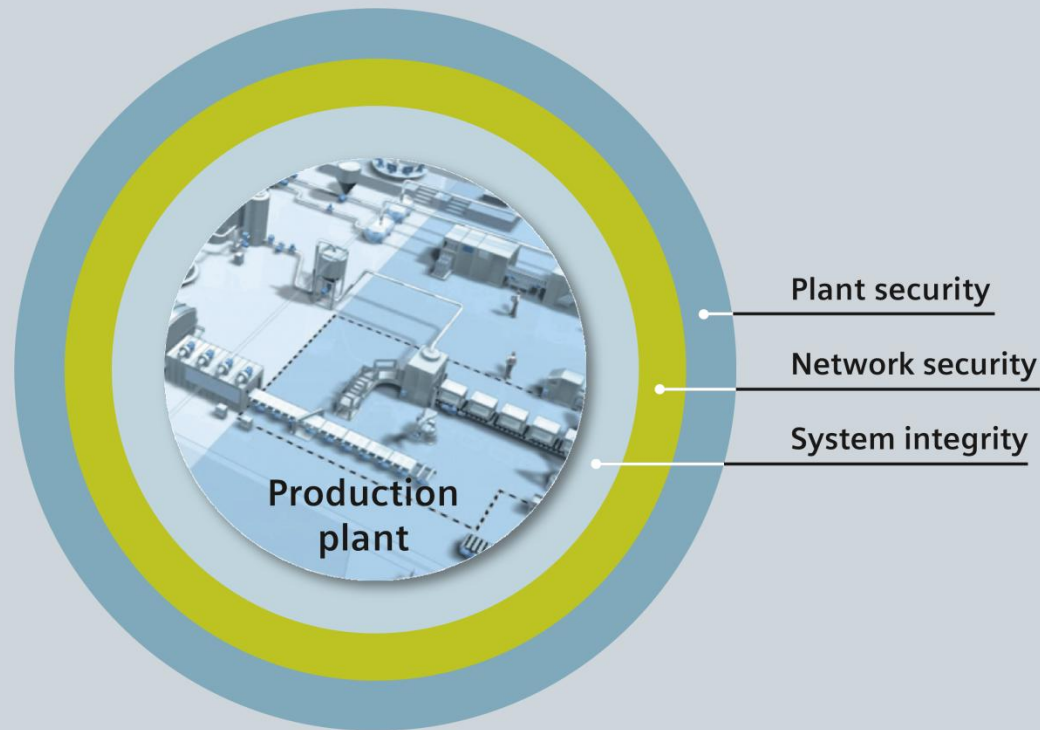 Plant security
Network security
System integrity
Production
plant